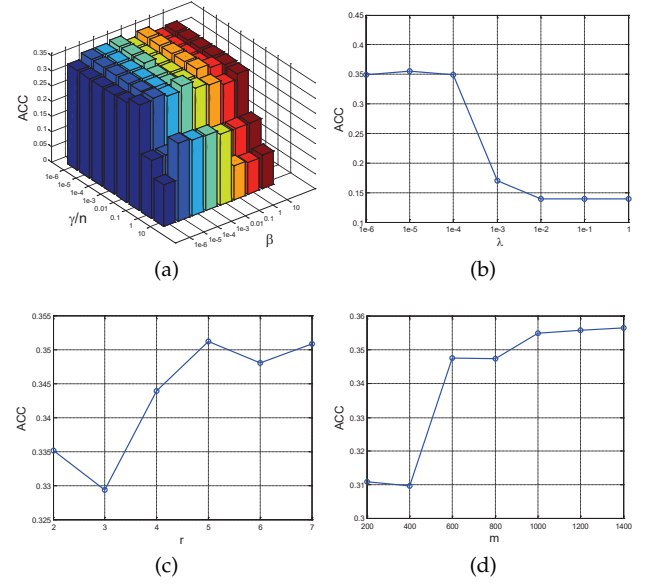 0.35
0.3
0.25
0.2
0.15
0.1
0.05
0
ACC
1e-6
1e-5
1e-4
1e-3
0.01
0.1
1
10
γ/n
1e-6
1e-5
1e-4
1e-3
0.01
0.1
1
10
β
(a)
0.45
0.4
0.35
0.3
0.25
0.2
0.15
0.1
ACC
1e-6 1e-5 1e-4 1e-3 1e-2 1e-1 1
λ
(b)
0.355
0.35
0.345
0.34
0.335
0.33
0.325
ACC
2 3 4 5 6 7
r
(c)
0.36
0.35
0.34
0.33
0.32
0.31
0.3
ACC
200 400 600 800 1000 1200 1400
m
(d)